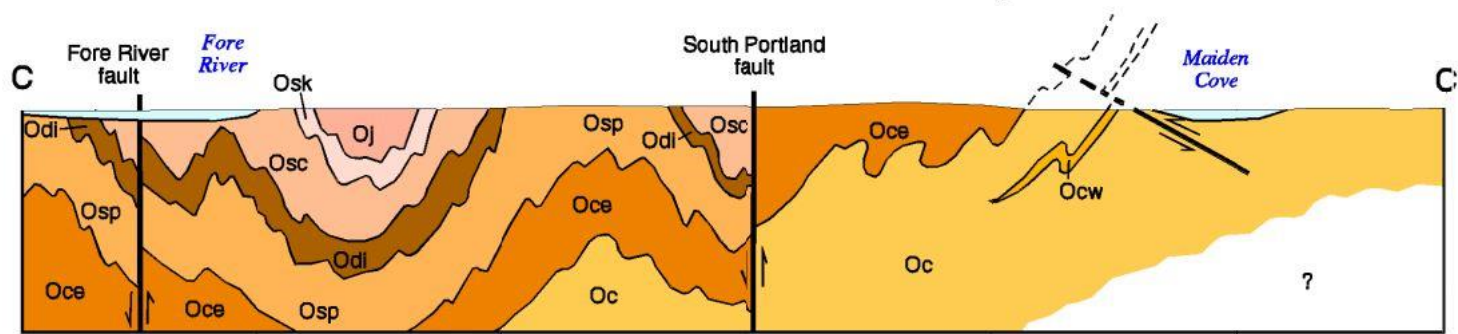 Fore River
fault
Fore
River
South Portland
fault
Maiden
Cove
C
C'
Osk
Odi
Oj
Osp
Osc
Oce
Osc
Odi
Ocw
Osp
Oce
Odi
Oc
Oce
Oce
Osp
Oc
?